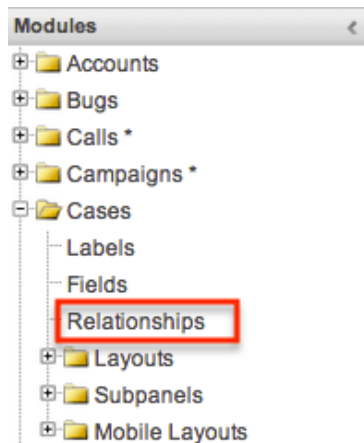 Modules
Accounts
Bugs
Calls *
Campaigns *
Cases
Labels
Fields
Relationships
Layouts
Subpanels
Mobile Layouts